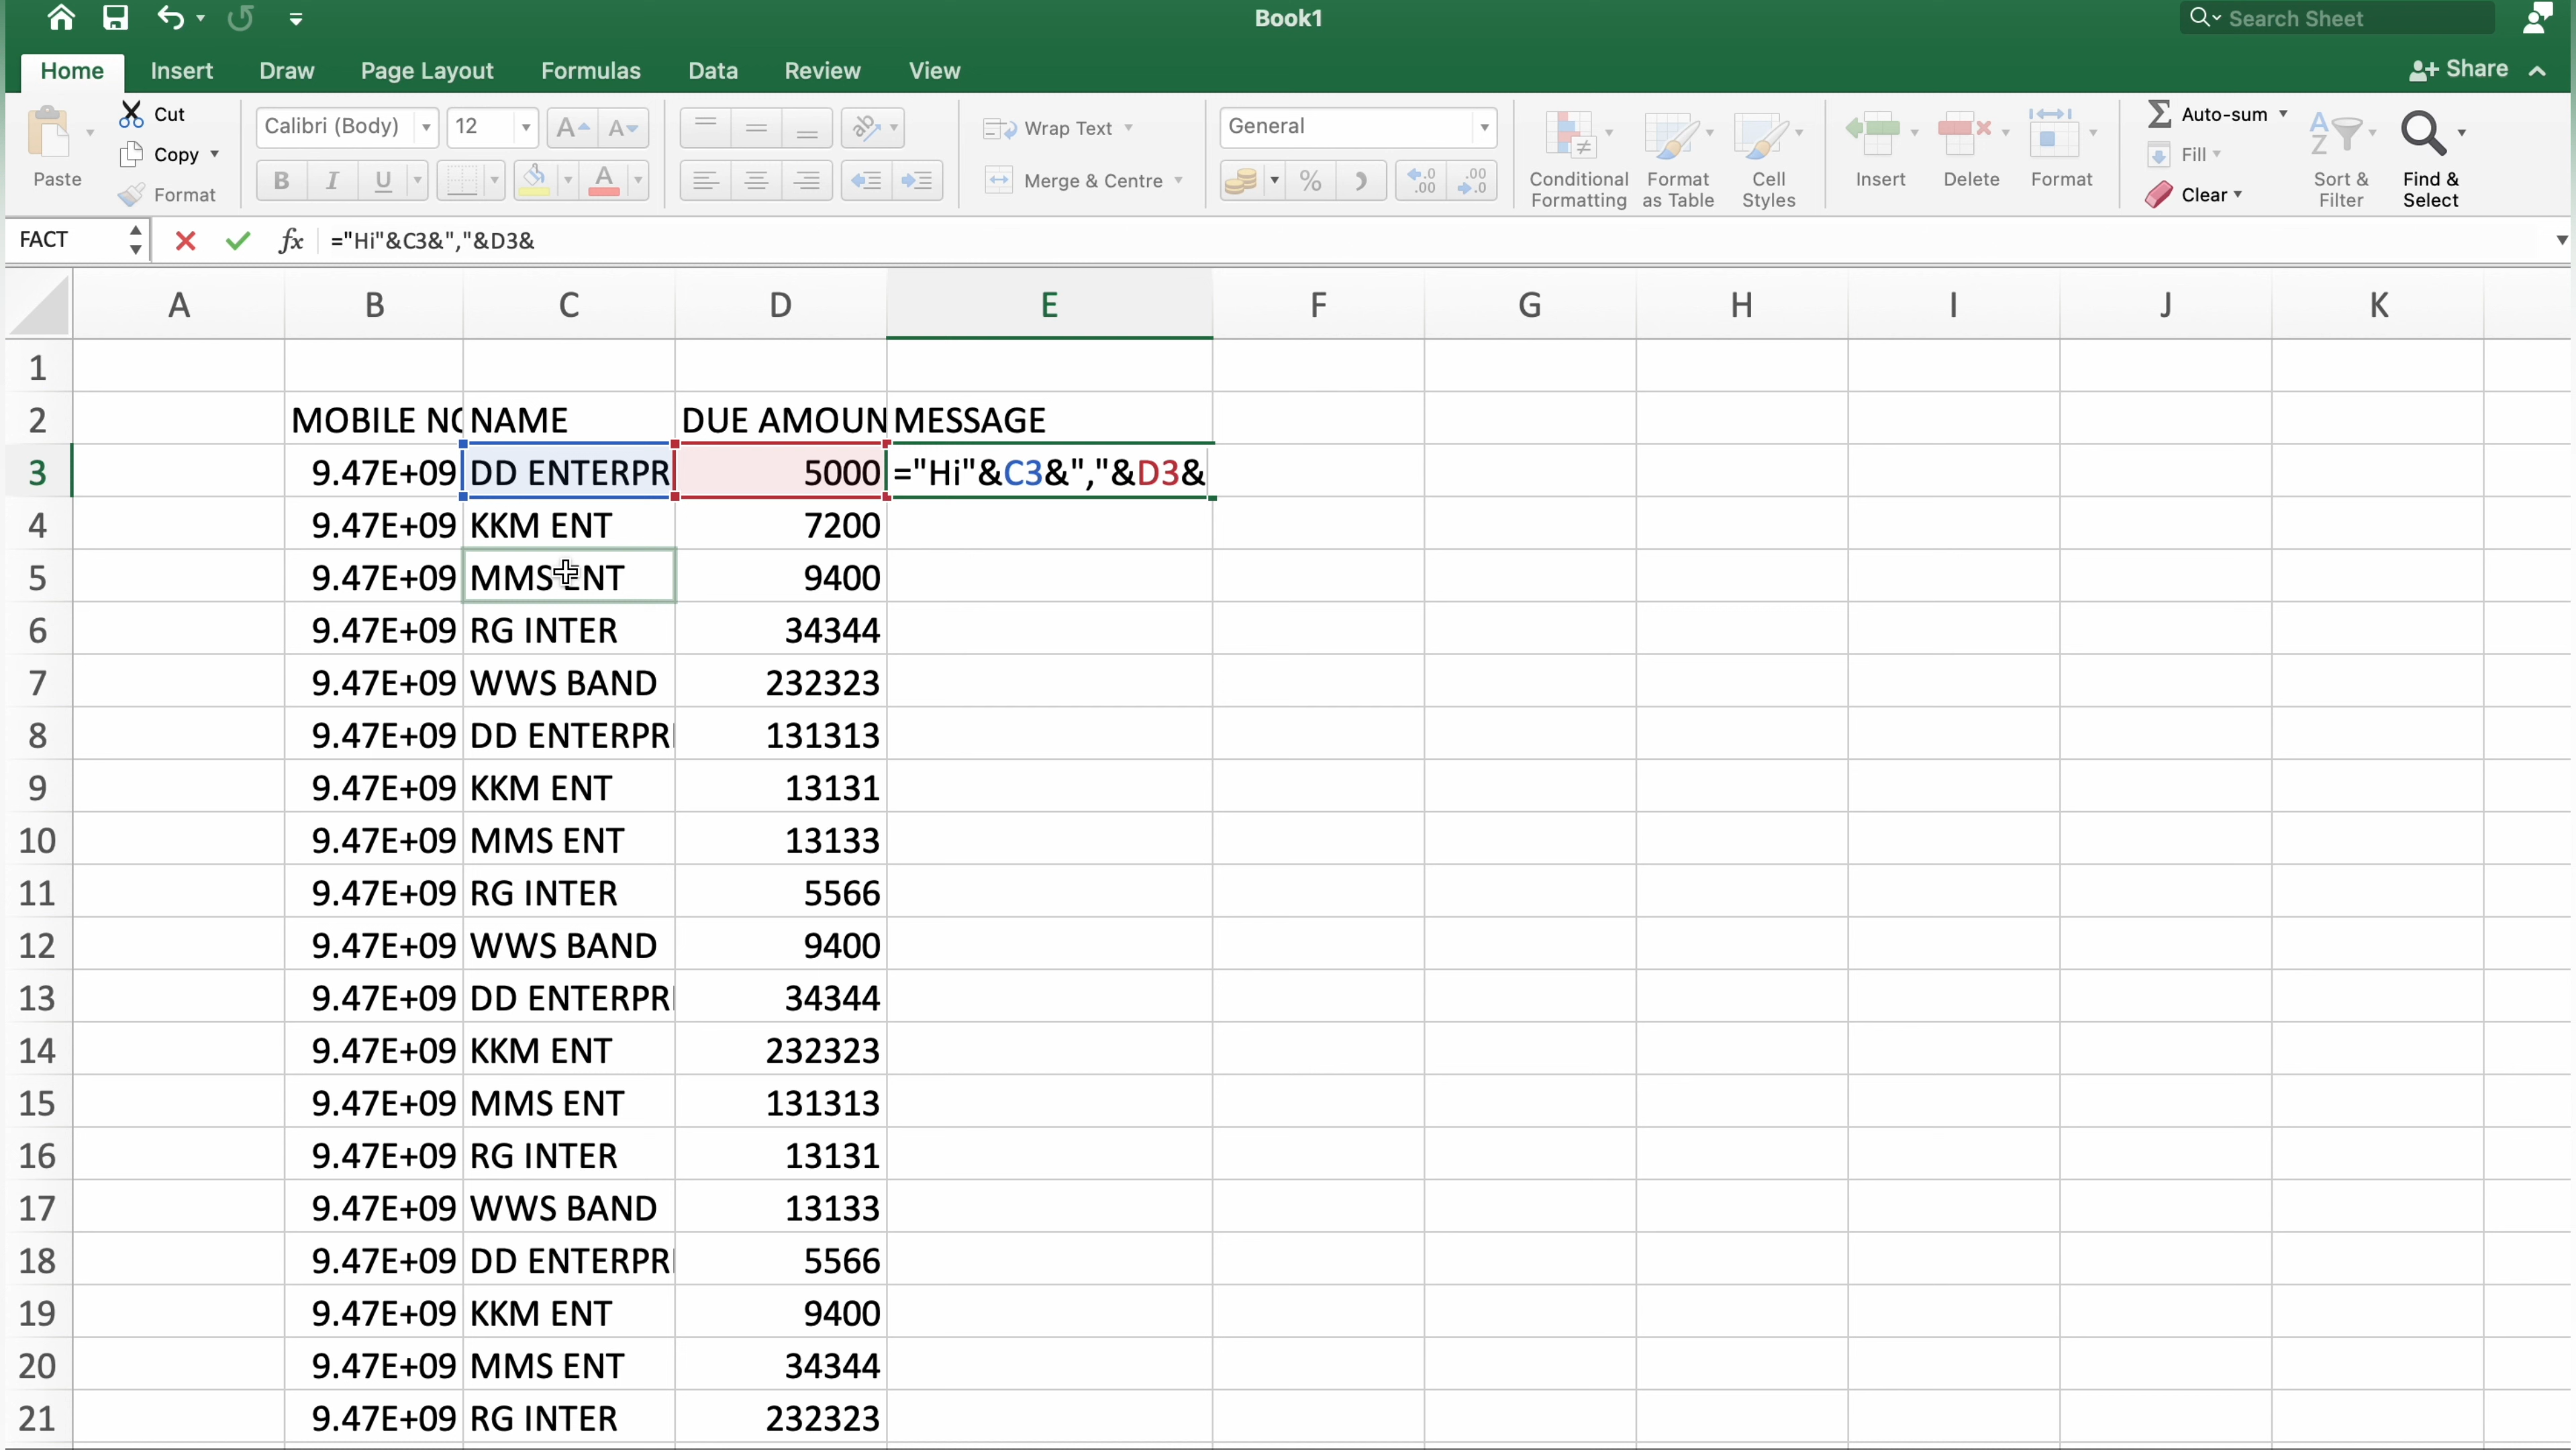 Book1
Search Sheet
Home Insert Draw Page Layout Formulas Data Review View Share
Paste Cut Copy Format
Calibri (Body) 12 A A
B I U A
ab Wrap Text Merge & Centre
General % .0 .00 .00 .0
Conditional Formatting
Format as Table
Cell Styles
Insert Delete Format
Auto-sum Fill Clear
Sort & Filter
Find & Select
FACT fx ="Hi"&C3&","&D3&
A B C D E F G H I J K
1
2 MOBILE NO NAME DUE AMOUN MESSAGE
3 9.47E+09 DD ENTERPR 5000 ="Hi"&C3&","&D3&
4 9.47E+09 KKM ENT 7200
5 9.47E+09 MMS ENT 9400
6 9.47E+09 RG INTER 34344
7 9.47E+09 WWS BAND 232323
8 9.47E+09 DD ENTERPRI 131313
9 9.47E+09 KKM ENT 13131
10 9.47E+09 MMS ENT 13133
11 9.47E+09 RG INTER 5566
12 9.47E+09 WWS BAND 9400
13 9.47E+09 DD ENTERPRI 34344
14 9.47E+09 KKM ENT 232323
15 9.47E+09 MMS ENT 131313
16 9.47E+09 RG INTER 13131
17 9.47E+09 WWS BAND 13133
18 9.47E+09 DD ENTERPRI 5566
19 9.47E+09 KKM ENT 9400
20 9.47E+09 MMS ENT 34344
21 9.47E+09 RG INTER 232323